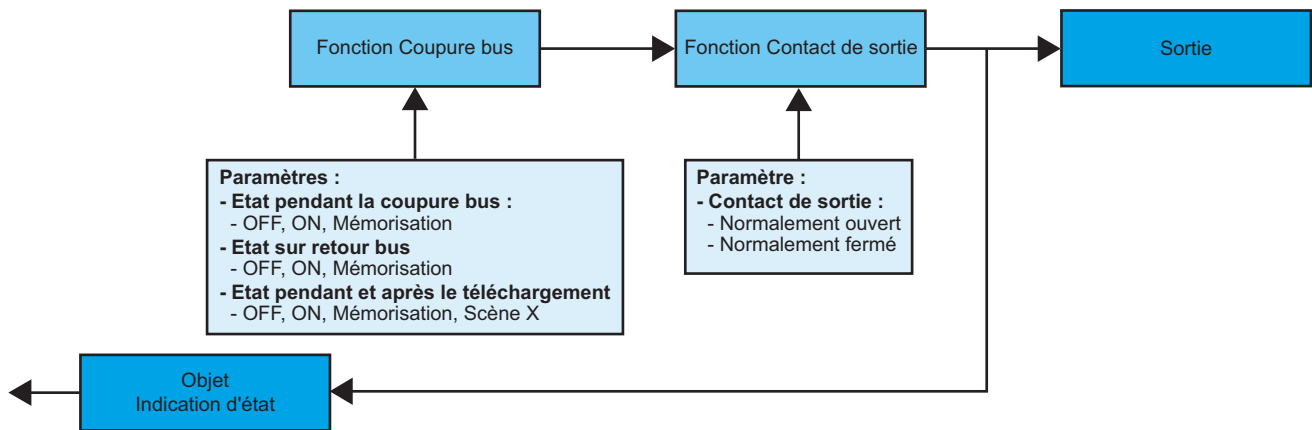 Fonction Coupure bus
Fonction Contact de sortie
Sortie
Paramètres :
- Etat pendant la coupure bus :
- OFF, ON, Mémorisation
- Etat sur retour bus
- OFF, ON, Mémorisation
- Etat pendant et après le téléchargement
- OFF, ON, Mémorisation, Scène X
Paramètre :
- Contact de sortie :
- Normalement ouvert
- Normalement fermé
Objet
Indication d'état